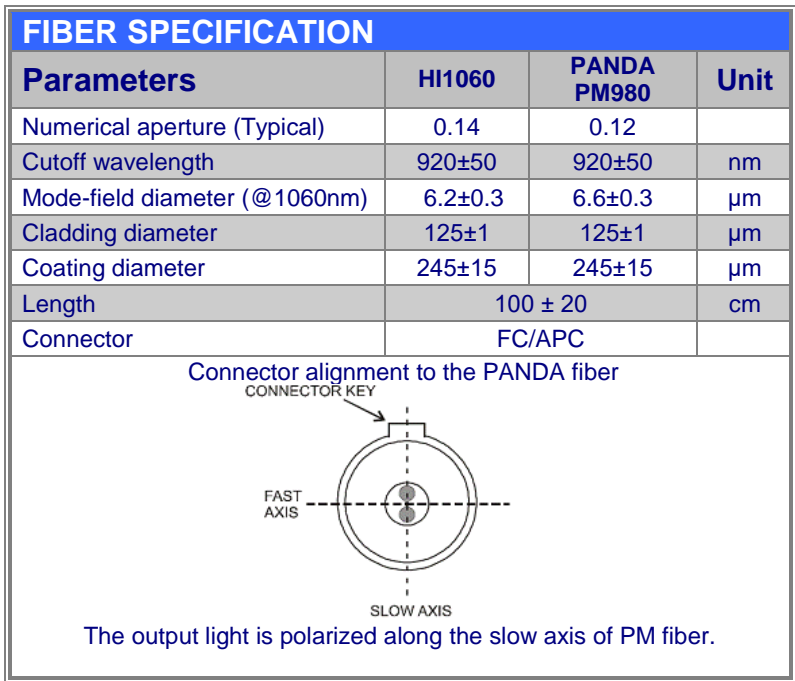 FIBER SPECIFICATION
Parameters HI1060 PANDA PM980 Unit
Numerical aperture (Typical) 0.14 0.12
Cutoff wavelength 920±50 920±50 nm
Mode-field diameter (@1060nm) 6.2±0.3 6.6±0.3 µm
Cladding diameter 125±1 125±1 µm
Coating diameter 245±15 245±15 µm
Length 100 ± 20 cm
Connector FC/APC
Connector alignment to the PANDA fiber
CONNECTOR KEY
FAST
AXIS
SLOW AXIS
The output light is polarized along the slow axis of PM fiber.